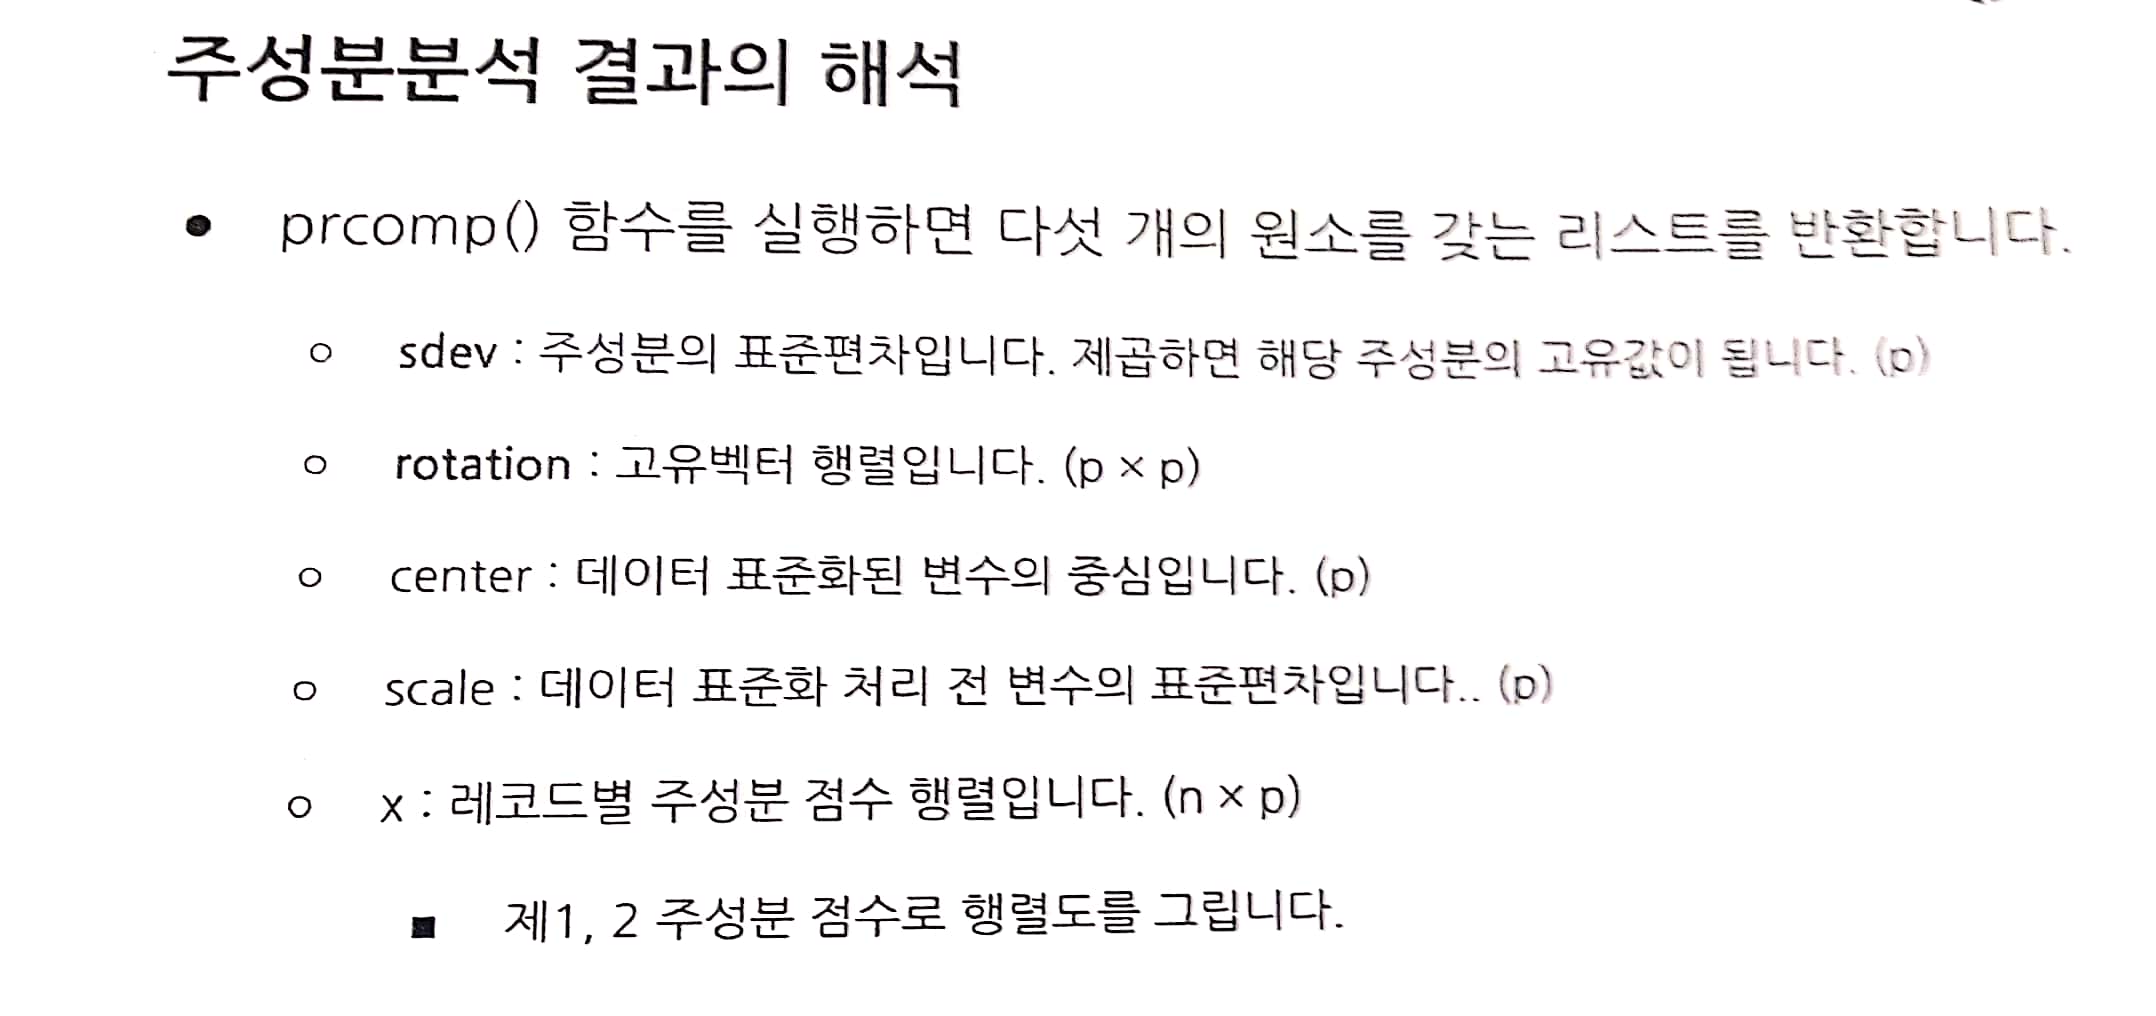 주성분분석 결과의 해석
● prcomp() 함수를 실행하면 다섯 개의 원소를 갖는 리스트를 반환합니다.
○ sdev : 주성분의 표준편차입니다. 제곱하면 해당 주성분의 고유값이 됩니다. (p)
○ rotation : 고유벡터 행렬입니다. (p × p)
○ center : 데이터 표준화된 변수의 중심입니다. (p)
○ scale : 데이터 표준화 처리 전 변수의 표준편차입니다.. (p)
○ x : 레코드별 주성분 점수 행렬입니다. (n × p)
■ 제1, 2 주성분 점수로 행렬도를 그립니다.